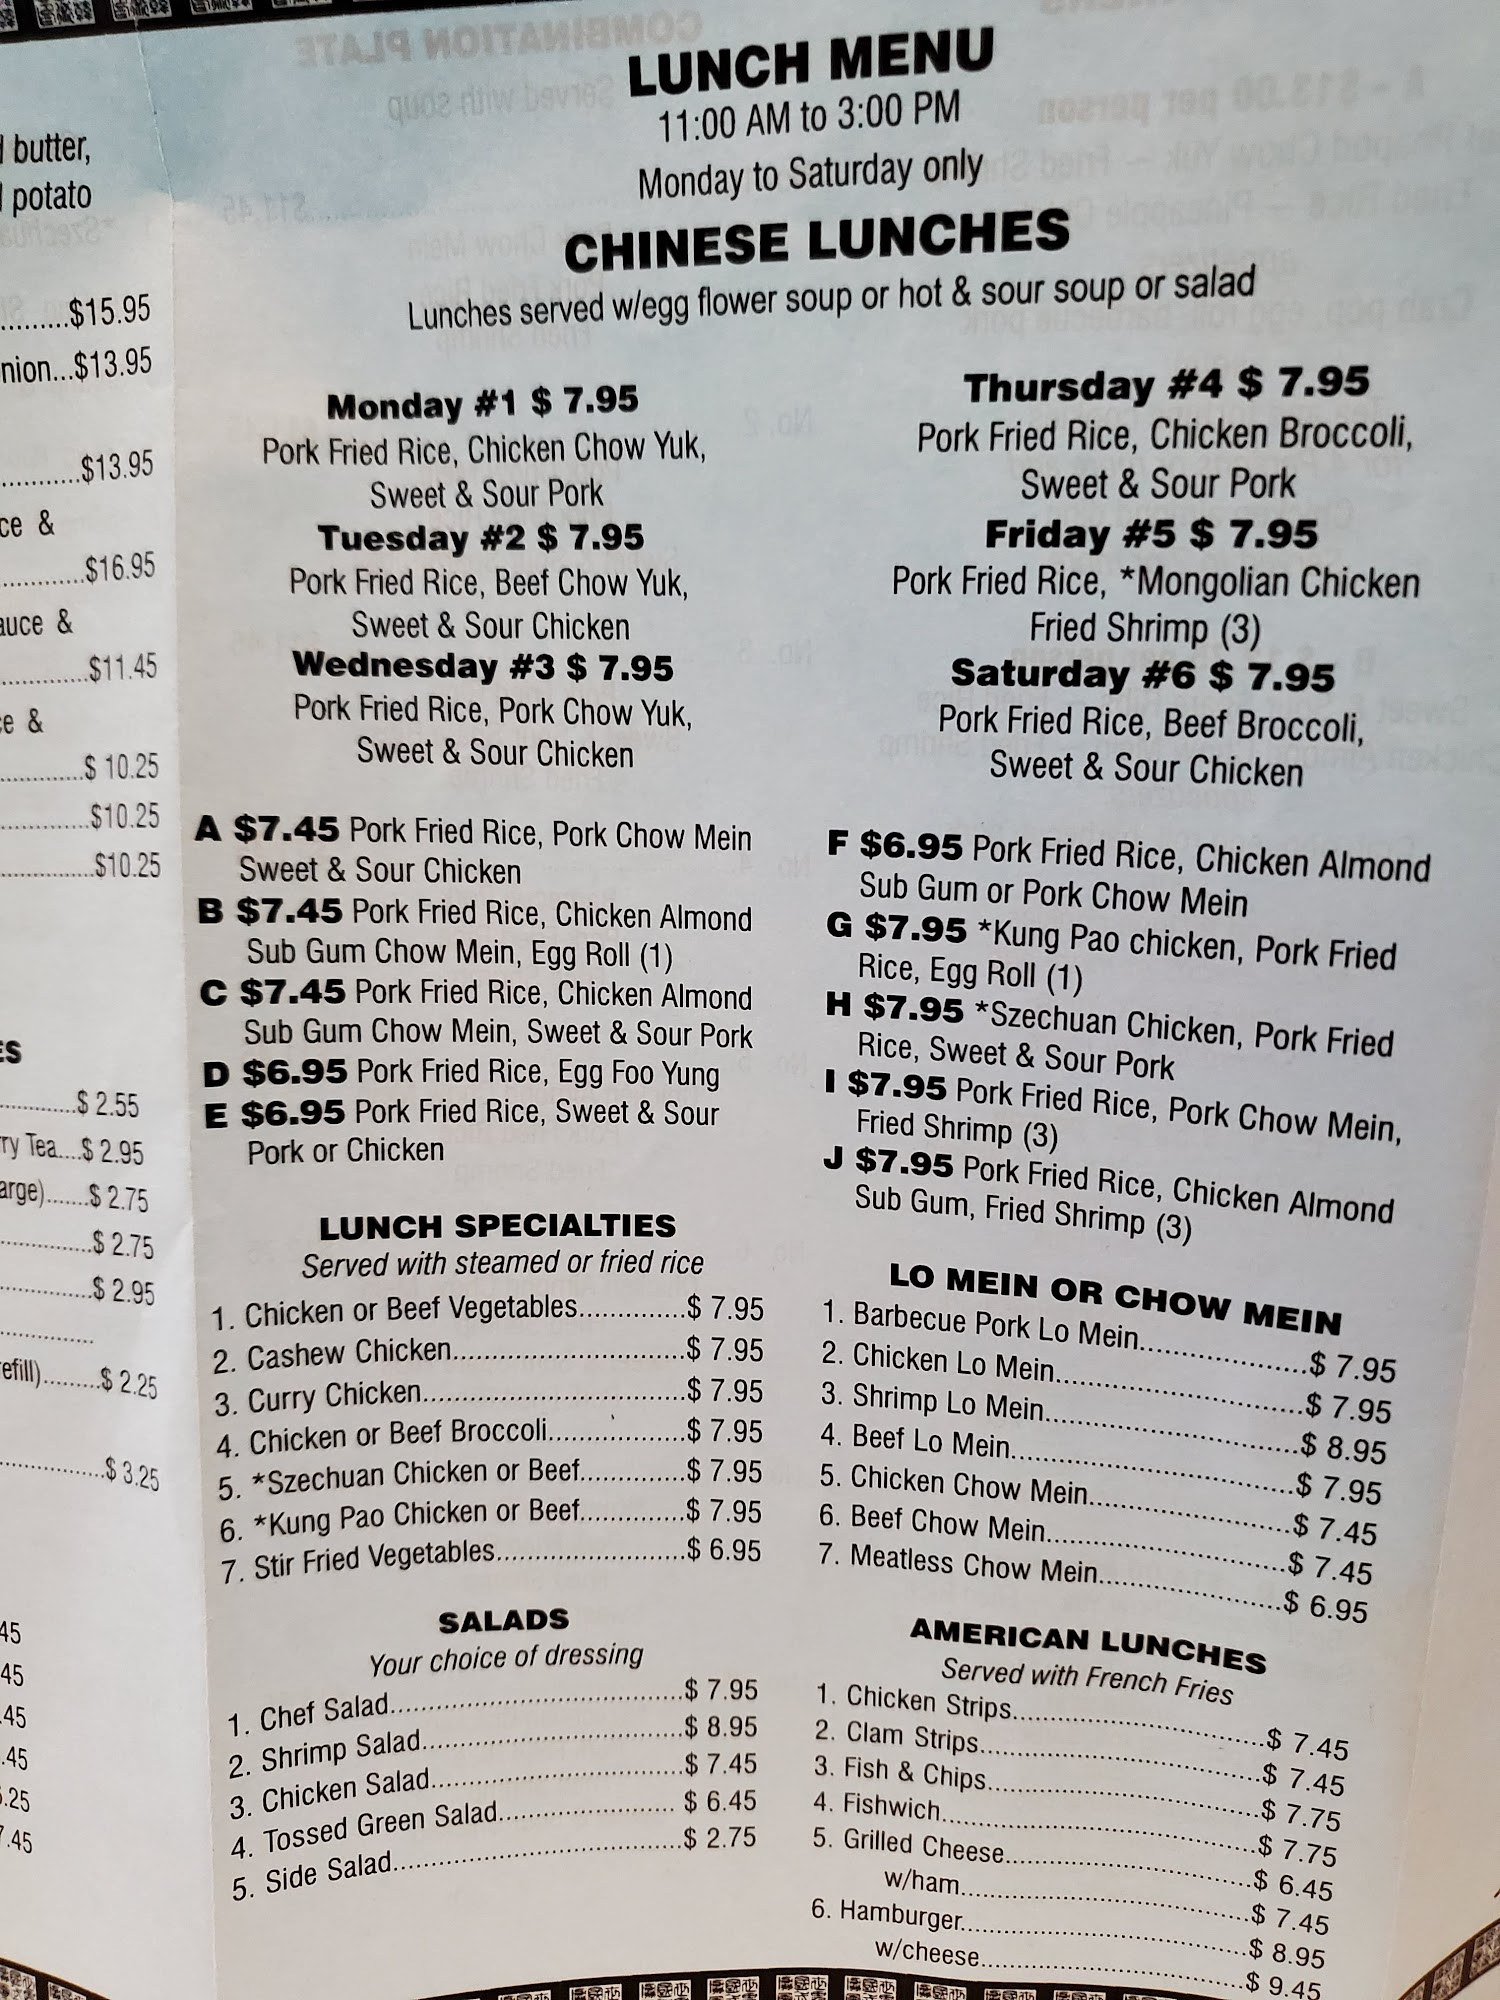 butter,
potato
.........$15.95
nion...$13.95
............$13.95
ce &
............$16.95
auce &
............$11.45
e &
............$ 10.25
............$10.25
............$10.25
ES
............$ 2.55
ry Tea....$ 2.95
arge).......$ 2.75
............$ 2.75
............$ 2.95
............
efill).........$ 2.25
............$ 3.25
45
45
.45
.45
.25
7.45
LUNCH MENU
11:00 AM to 3:00 PM
Monday to Saturday only
CHINESE LUNCHES
Lunches served w/egg flower soup or hot & sour soup or salad
Monday #1 $ 7.95
Pork Fried Rice, Chicken Chow Yuk,
Sweet & Sour Pork
Tuesday #2 $ 7.95
Pork Fried Rice, Beef Chow Yuk,
Sweet & Sour Chicken
Wednesday #3 $ 7.95
Pork Fried Rice, Pork Chow Yuk,
Sweet & Sour Chicken
Thursday #4 $ 7.95
Pork Fried Rice, Chicken Broccoli,
Sweet & Sour Pork
Friday #5 $ 7.95
Pork Fried Rice, *Mongolian Chicken
Fried Shrimp (3)
Saturday #6 $ 7.95
Pork Fried Rice, Beef Broccoli,
Sweet & Sour Chicken
A $7.45 Pork Fried Rice, Pork Chow Mein
Sweet & Sour Chicken
B $7.45 Pork Fried Rice, Chicken Almond
Sub Gum Chow Mein, Egg Roll (1)
C $7.45 Pork Fried Rice, Chicken Almond
Sub Gum Chow Mein, Sweet & Sour Pork
D $6.95 Pork Fried Rice, Egg Foo Yung
E $6.95 Pork Fried Rice, Sweet & Sour
Pork or Chicken
F $6.95 Pork Fried Rice, Chicken Almond
Sub Gum or Pork Chow Mein
G $7.95 *Kung Pao chicken, Pork Fried
Rice, Egg Roll (1)
H $7.95 *Szechuan Chicken, Pork Fried
Rice, Sweet & Sour Pork
I $7.95 Pork Fried Rice, Pork Chow Mein,
Fried Shrimp (3)
J $7.95 Pork Fried Rice, Chicken Almond
Sub Gum, Fried Shrimp (3)
LUNCH SPECIALTIES
Served with steamed or fried rice
1. Chicken or Beef Vegetables.............$ 7.95
2. Cashew Chicken.............$ 7.95
3. Curry Chicken.............$ 7.95
4. Chicken or Beef Broccoli.............$ 7.95
5. *Szechuan Chicken or Beef.............$ 7.95
6. *Kung Pao Chicken or Beef.............$ 7.95
7. Stir Fried Vegetables.............$ 6.95
LO MEIN OR CHOW MEIN
1. Barbecue Pork Lo Mein.............$ 7.95
2. Chicken Lo Mein.............$ 7.95
3. Shrimp Lo Mein.............$ 8.95
4. Beef Lo Mein.............$ 7.95
5. Chicken Chow Mein.............$ 7.45
6. Beef Chow Mein.............$ 7.45
7. Meatless Chow Mein.............$ 6.95
SALADS
Your choice of dressing
1. Chef Salad.............$ 7.95
2. Shrimp Salad.............$ 8.95
3. Chicken Salad.............$ 7.45
4. Tossed Green Salad.............$ 6.45
5. Side Salad.............$ 2.75
AMERICAN LUNCHES
Served with French Fries
1. Chicken Strips.............$ 7.45
2. Clam Strips.............$ 7.45
3. Fish & Chips.............$ 7.75
4. Fishwich.............$ 7.75
5. Grilled Cheese.............$ 6.45
w/ham.............$ 7.45
6. Hamburger.............$ 8.95
w/cheese.............$ 9.45